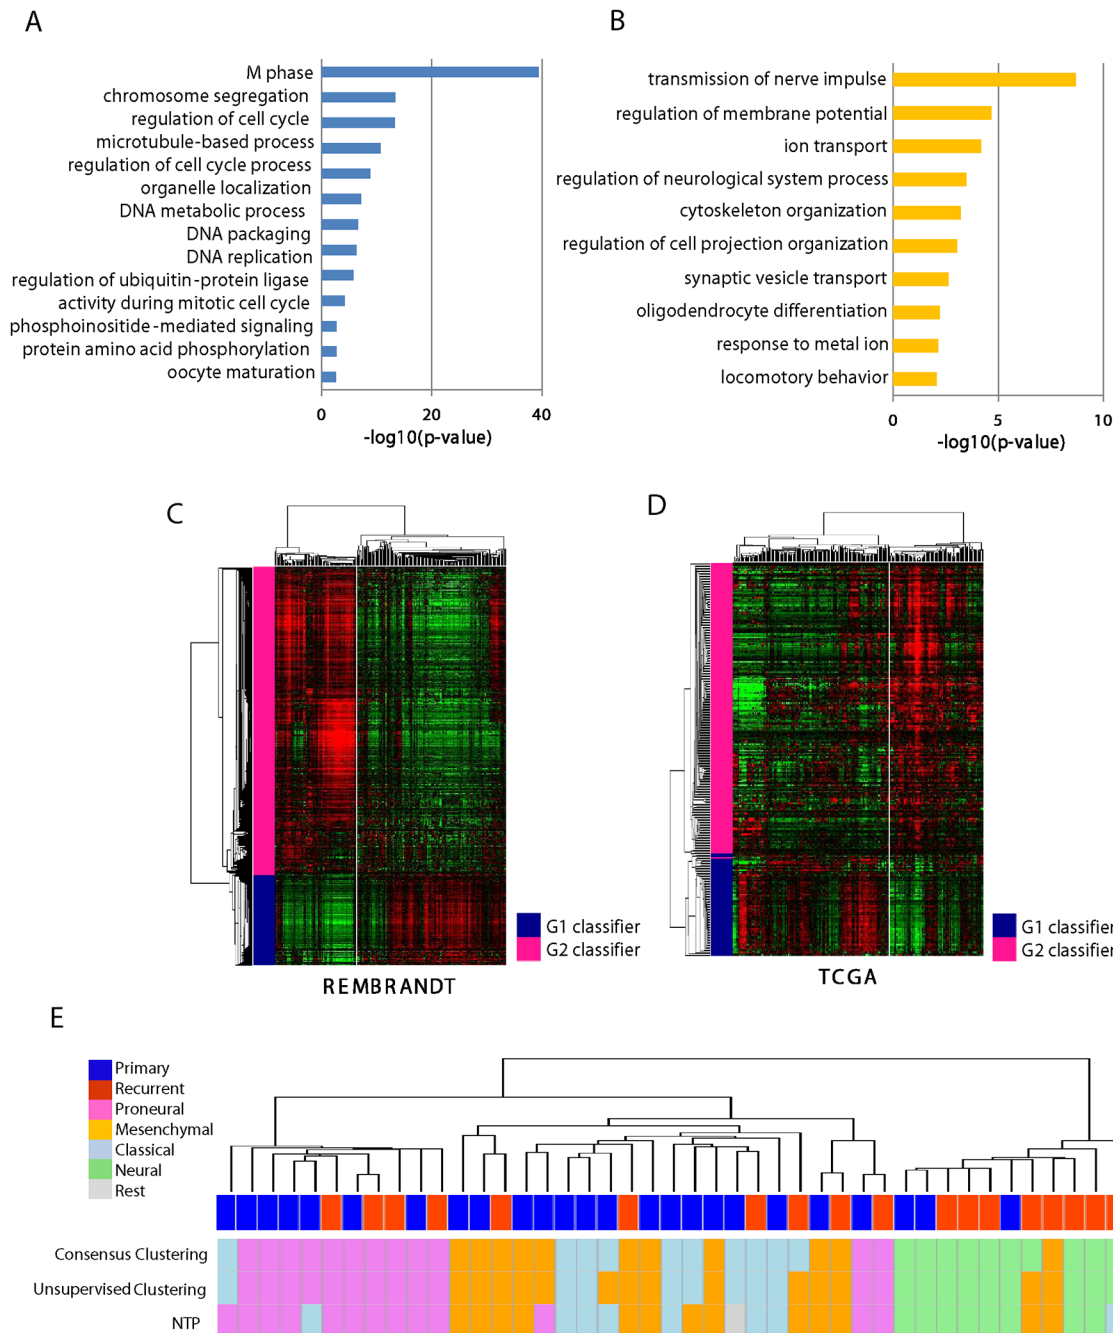 A
M phase
chromosome segregation
regulation of cell cycle
microtubule-based process
regulation of cell cycle process
organelle localization
DNA metabolic process
DNA packaging
DNA replication
regulation of ubiquitin-protein ligase
activity during mitotic cell cycle
phosphoinositide-mediated signaling
protein amino acid phosphorylation
oocyte maturation
0 20 40
-log10(p-value)
B
transmission of nerve impulse
regulation of membrane potential
ion transport
regulation of neurological system process
cytoskeleton organization
regulation of cell projection organization
synaptic vesicle transport
oligodendrocyte differentiation
response to metal ion
locomotory behavior
0 5 10
-log10(p-value)
C
G1 classifier
G2 classifier
REMBRANDT
D
G1 classifier
G2 classifier
TCGA
E
Primary
Recurrent
Proneural
Mesenchymal
Classical
Neural
Rest
Consensus Clustering
Unsupervised Clustering
NTP